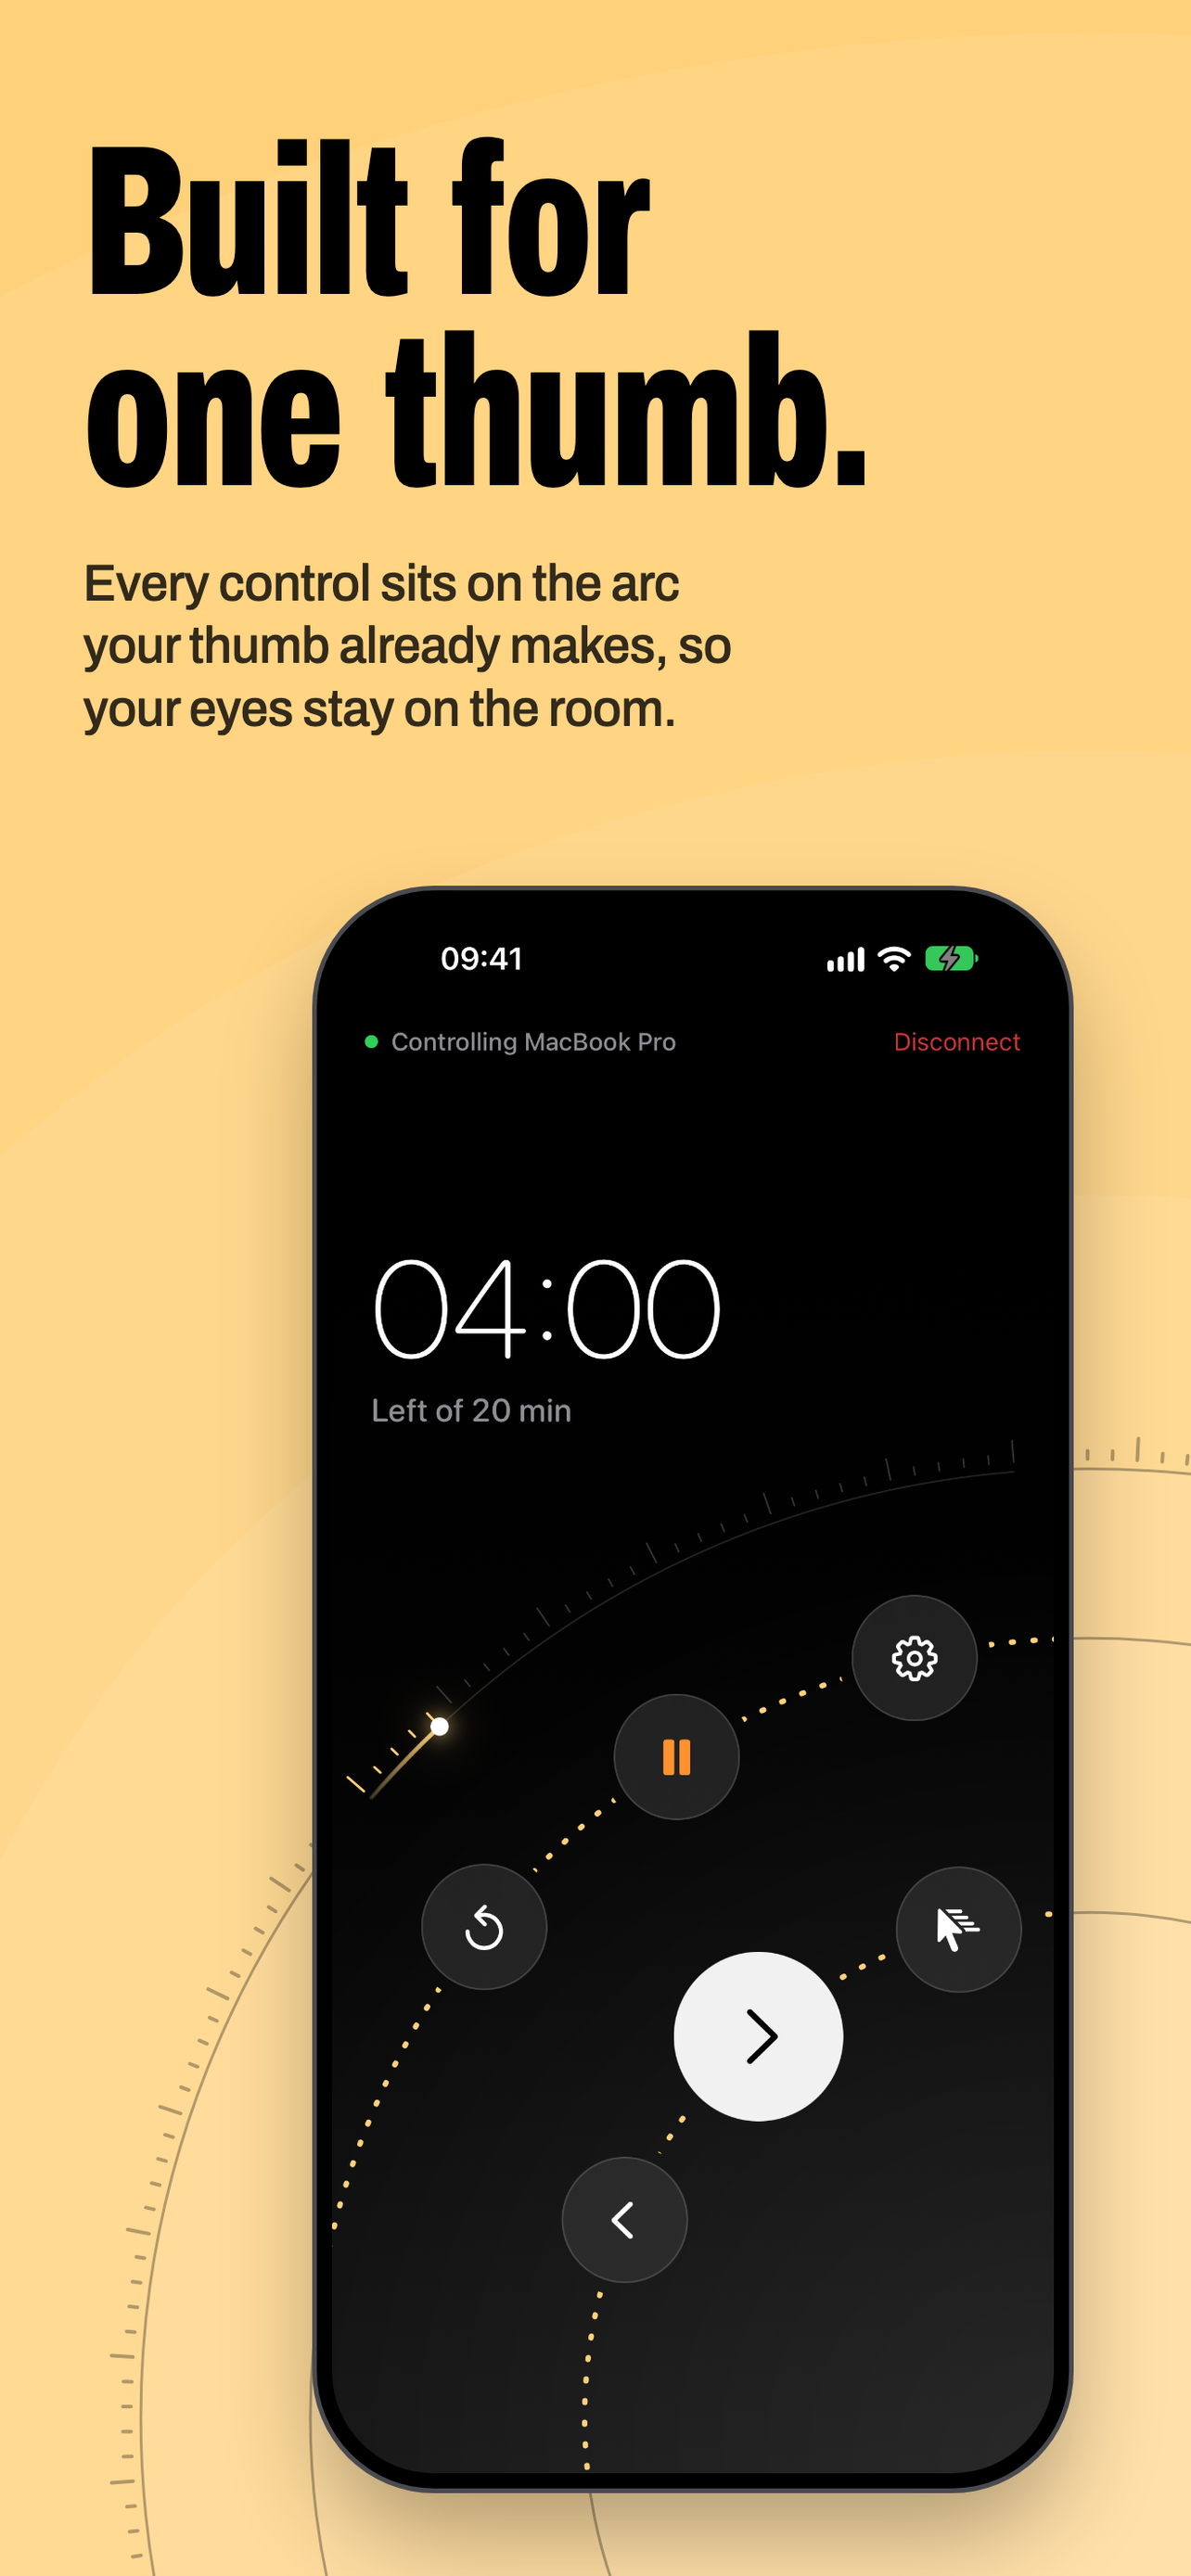 Built for
one thumb.
Every control sits on the arc
your thumb already makes, so
your eyes stay on the room.
09:41
Controlling MacBook Pro
Disconnect
04:00
Left of 20 min